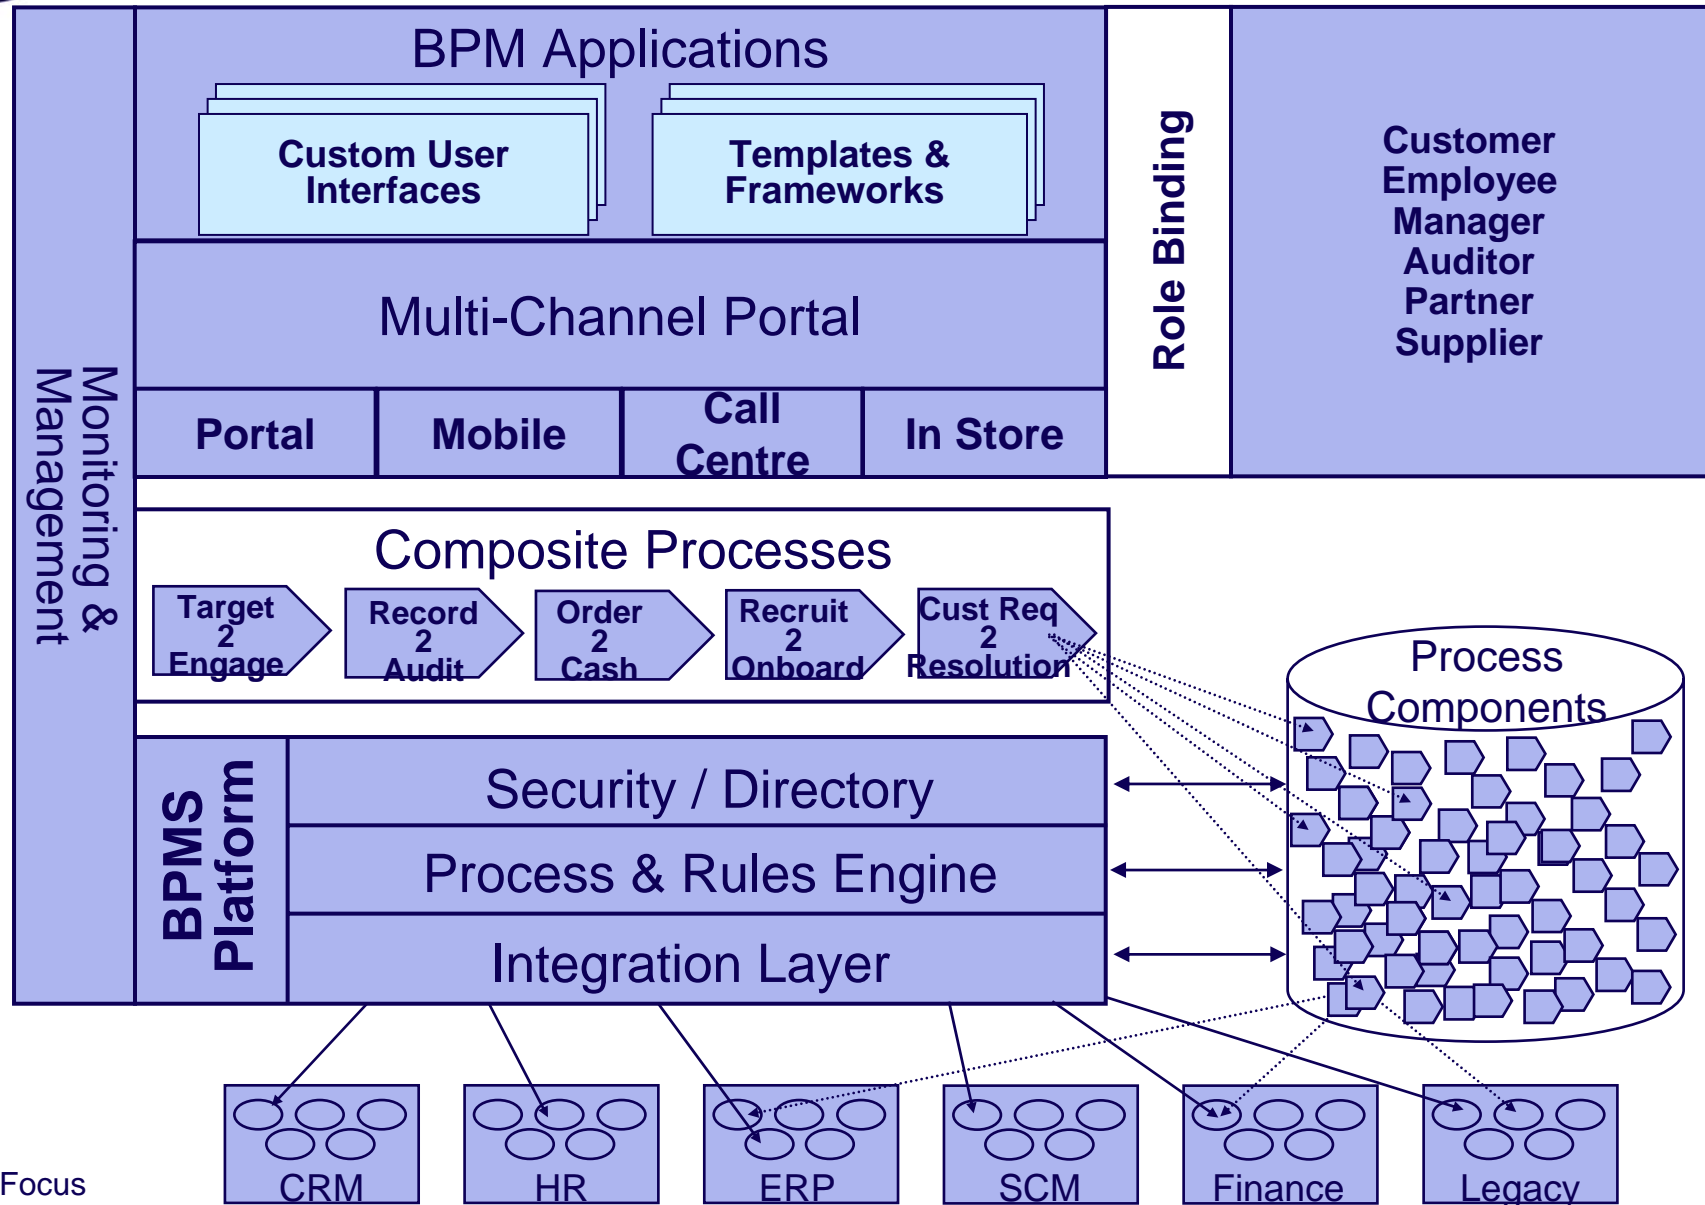 BPM Applications
Custom User
Interfaces
Templates &
Frameworks
Multi-Channel Portal
Portal
Mobile
Call
Centre
In Store
Role Binding
Customer
Employee
Manager
Auditor
Partner
Supplier
Monitoring &
Management
Composite Processes
Target
2
Engage
Record
2
Audit
Order
2
Cash
Recruit
2
Onboard
Cust Req
2
Resolution
Process
Components
BPMS
Platform
Security / Directory
Process & Rules Engine
Integration Layer
CRM
HR
ERP
SCM
Finance
Legacy
Focus